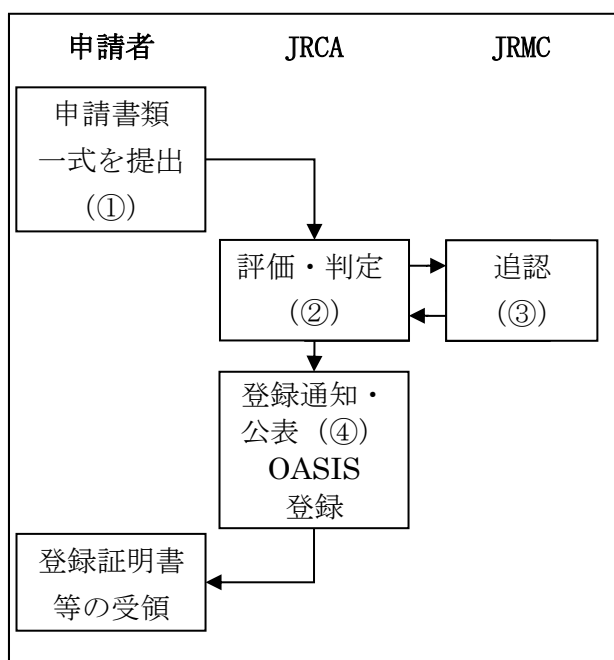 申請者 JRCA JRMC
申請書類
一式を提出
(①)
評価・判定
(②)
追認
(③)
登録通知・
公表 (④)
OASIS
登録
登録証明書
等の受領